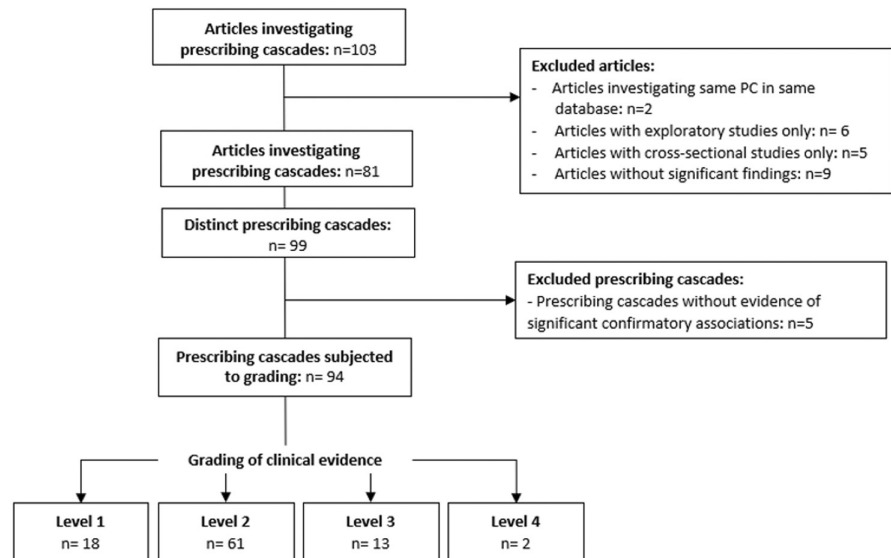 Articles investigating
prescribing cascades: n=103
Excluded articles:
- Articles investigating same PC in same
database: n=2
- Articles with exploratory studies only: n= 6
- Articles with cross-sectional studies only: n=5
- Articles without significant findings: n=9
Articles investigating
prescribing cascades: n=81
Distinct prescribing cascades:
n= 99
Excluded prescribing cascades:
- Prescribing cascades without evidence of
significant confirmatory associations: n=5
Prescribing cascades subjected
to grading: n= 94
Grading of clinical evidence
Level 1
n= 18
Level 2
n= 61
Level 3
n= 13
Level 4
n= 2